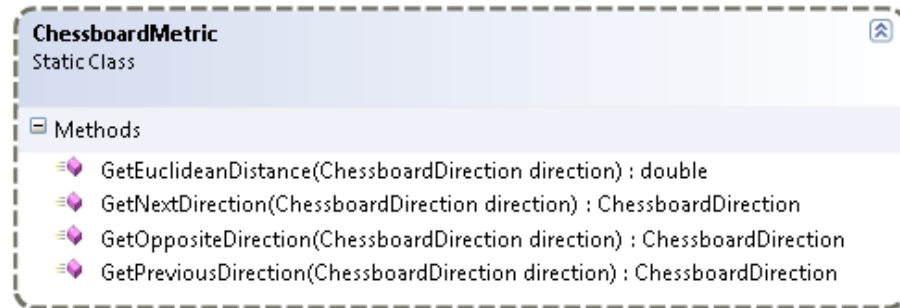 ChessboardMetric
Static Class
Methods
GetEuclideanDistance(ChessboardDirection direction) : double
GetNextDirection(ChessboardDirection direction) : ChessboardDirection
GetOppositeDirection(ChessboardDirection direction) : ChessboardDirection
GetPreviousDirection(ChessboardDirection direction) : ChessboardDirection